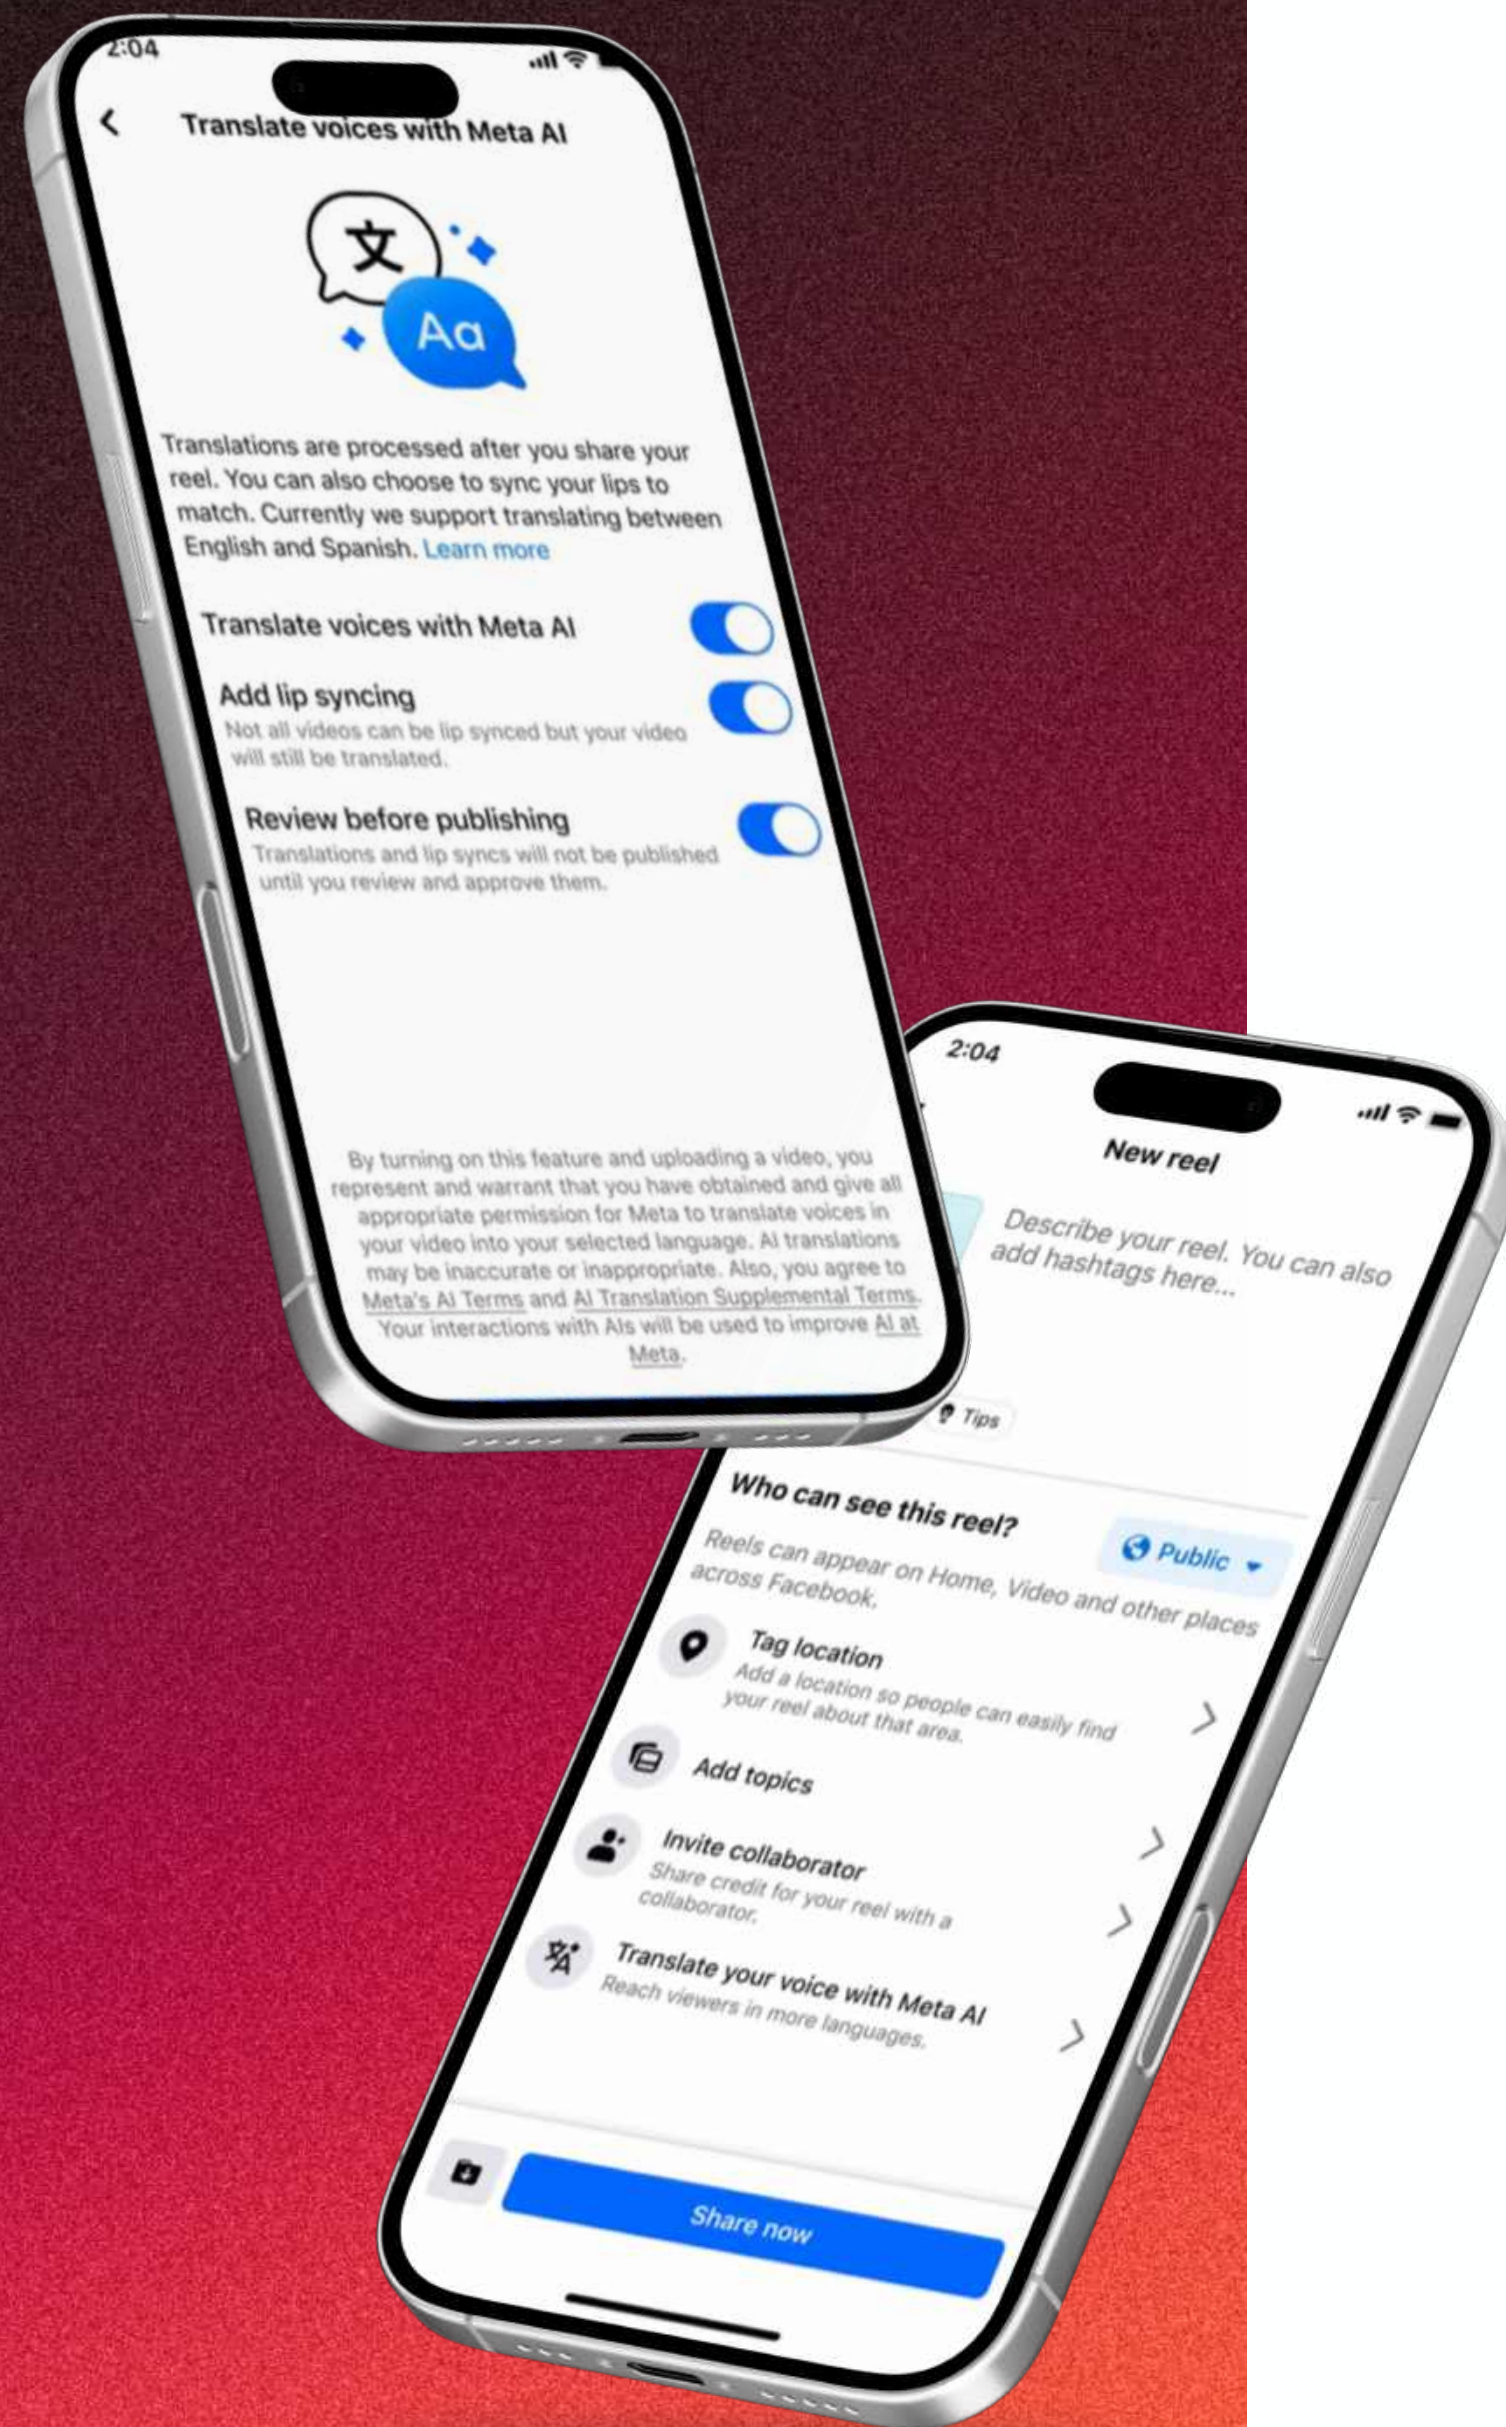 2:04
Translate voices with Meta AI
文
Aa
Translations are processed after you share your
reel. You can also choose to sync your lips to
match. Currently we support translating between
English and Spanish. Learn more
Translate voices with Meta AI
Add lip syncing
Not all videos can be lip synced but your video
will still be translated.
Review before publishing
Translations and lip syncs will not be published
until you review and approve them.
By turning on this feature and uploading a video, you
represent and warrant that you have obtained and give all
appropriate permission for Meta to translate voices in
your video into your selected language. AI translations
may be inaccurate or inappropriate. Also, you agree to
Meta's AI Terms and AI Translation Supplemental Terms.
Your interactions with AIs will be used to improve AI at
Meta.
2:04
New reel
Describe your reel. You can also
add hashtags here...
Tips
Who can see this reel?
Public
Reels can appear on Home, Video and other places
across Facebook.
Tag location
Add a location so people can easily find
your reel about that area.
Add topics
Invite collaborator
Share credit for your reel with a
collaborator.
Translate your voice with Meta AI
Reach viewers in more languages.
Share now